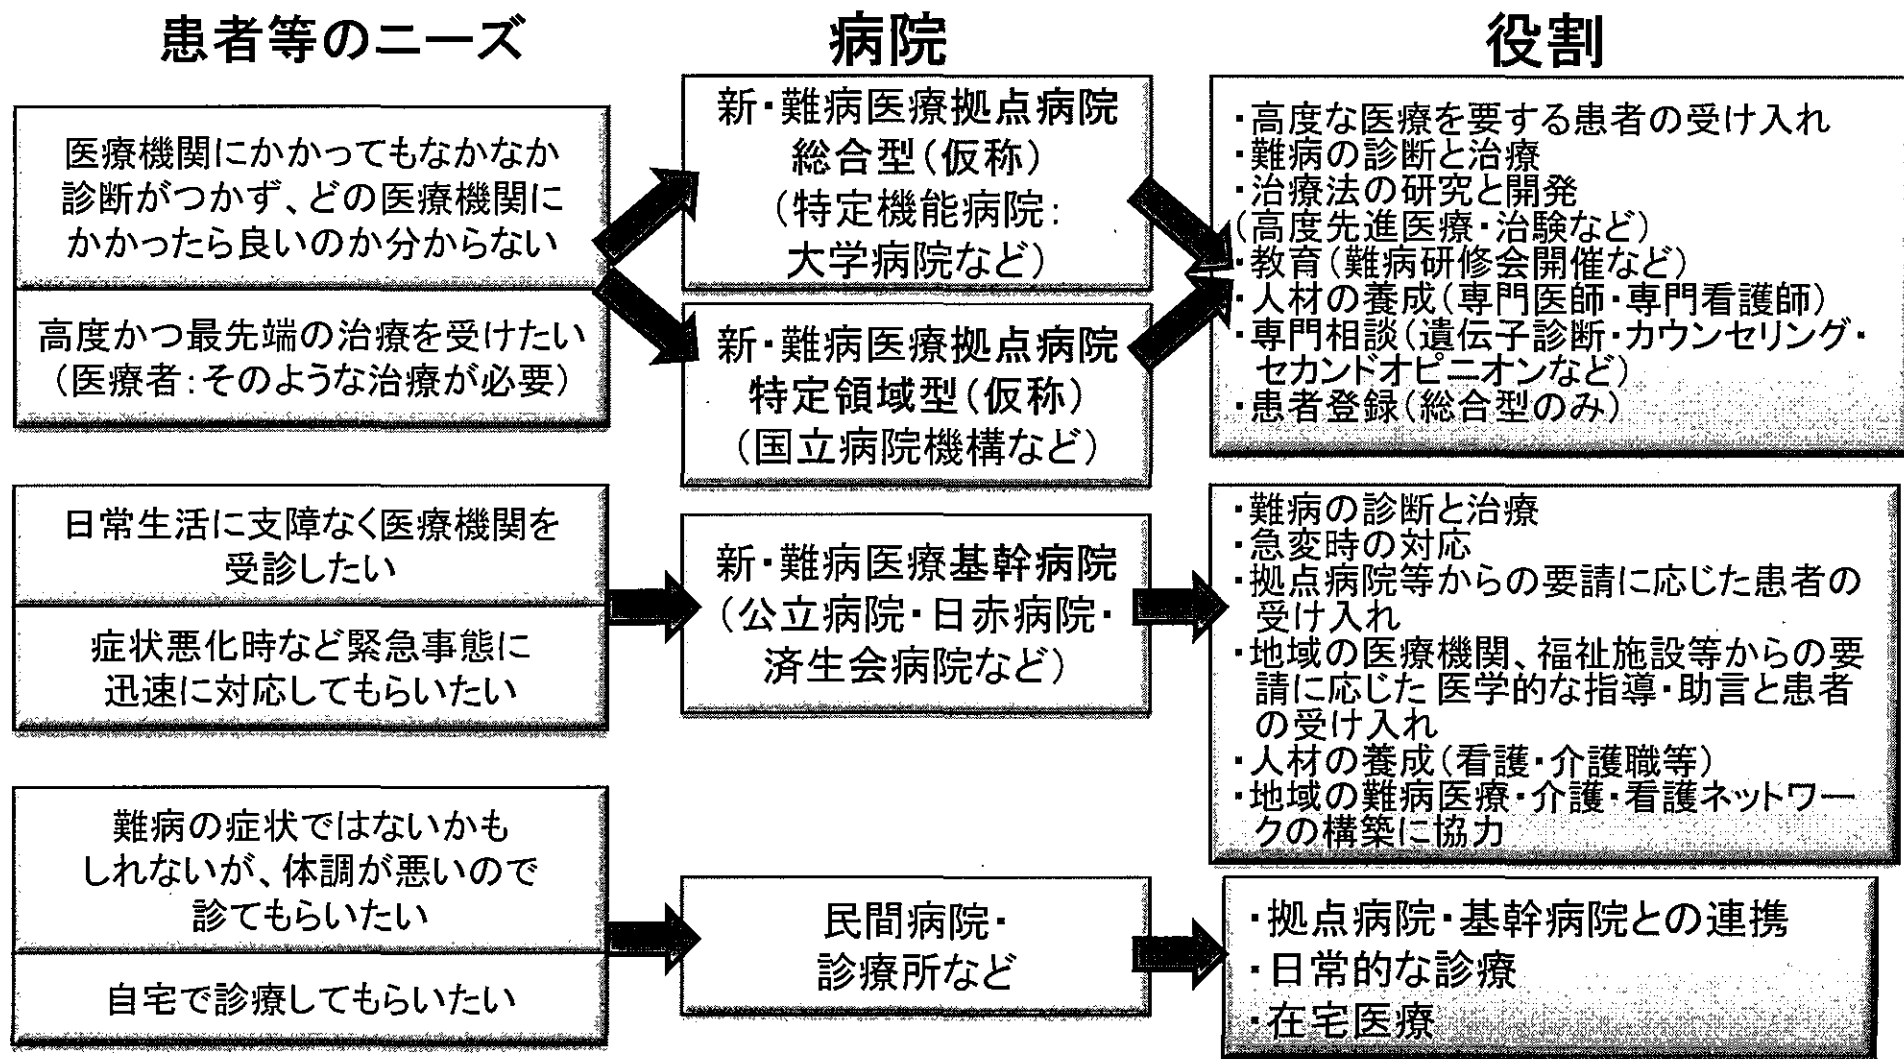 患者等のニーズ
病院
役割
医療機関にかかってもなかなか
診断がつかず、どの医療機関に
かかったら良いのか分からない
高度かつ最先端の治療を受けたい
(医療者:そのような治療が必要)
新・難病医療拠点病院
総合型(仮称)
(特定機能病院:
大学病院など)
新・難病医療拠点病院
特定領域型(仮称)
(国立病院機構など)
・高度な医療を要する患者の受け入れ
・難病の診断と治療
・治療法の研究と開発
(高度先進医療・治験など)
・教育(難病研修会開催など)
・人材の養成(専門医師・専門看護師)
・専門相談(遺伝子診断・カウンセリング・
セカンドオピニオンなど)
・患者登録(総合型のみ)
日常生活に支障なく医療機関を
受診したい
症状悪化時など緊急事態に
迅速に対応してもらいたい
新・難病医療基幹病院
(公立病院・日赤病院・
済生会病院など)
・難病の診断と治療
・急変時の対応
・拠点病院等からの要請に応じた患者の
受け入れ
・地域の医療機関、福祉施設等からの要
請に応じた 医学的な指導・助言と患者
の受け入れ
・人材の養成(看護・介護職等)
・地域の難病医療・介護・看護ネットワー
クの構築に協力
難病の症状ではないかも
しれないが、体調が悪いので
診てもらいたい
自宅で診療してもらいたい
民間病院・
診療所など
・拠点病院・基幹病院との連携
・日常的な診療
・在宅医療